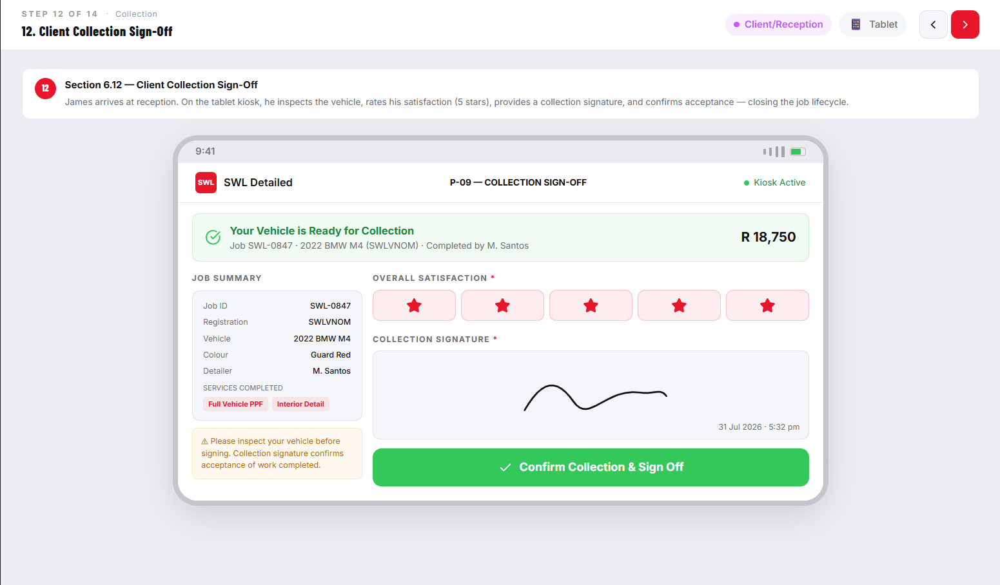 STEP 12 OF 14 · Collection
12. Client Collection Sign-Off
Client/Reception
Tablet
12
Section 6.12 — Client Collection Sign-Off
James arrives at reception. On the tablet kiosk, he inspects the vehicle, rates his satisfaction (5 stars), provides a collection signature, and confirms acceptance — closing the job lifecycle.
9:41
SWL
SWL Detailed
P-09 — COLLECTION SIGN-OFF
Kiosk Active
Your Vehicle is Ready for Collection
Job SWL-0847 · 2022 BMW M4 (SWLVNOM) · Completed by M. Santos
R 18,750
JOB SUMMARY
Job ID SWL-0847
Registration SWLVNOM
Vehicle 2022 BMW M4
Colour Guard Red
Detailer M. Santos
SERVICES COMPLETED
Full Vehicle PPF Interior Detail
⚠ Please inspect your vehicle before
signing. Collection signature confirms
acceptance of work completed.
OVERALL SATISFACTION *
COLLECTION SIGNATURE *
31 Jul 2026 · 5:32 pm
Confirm Collection & Sign Off